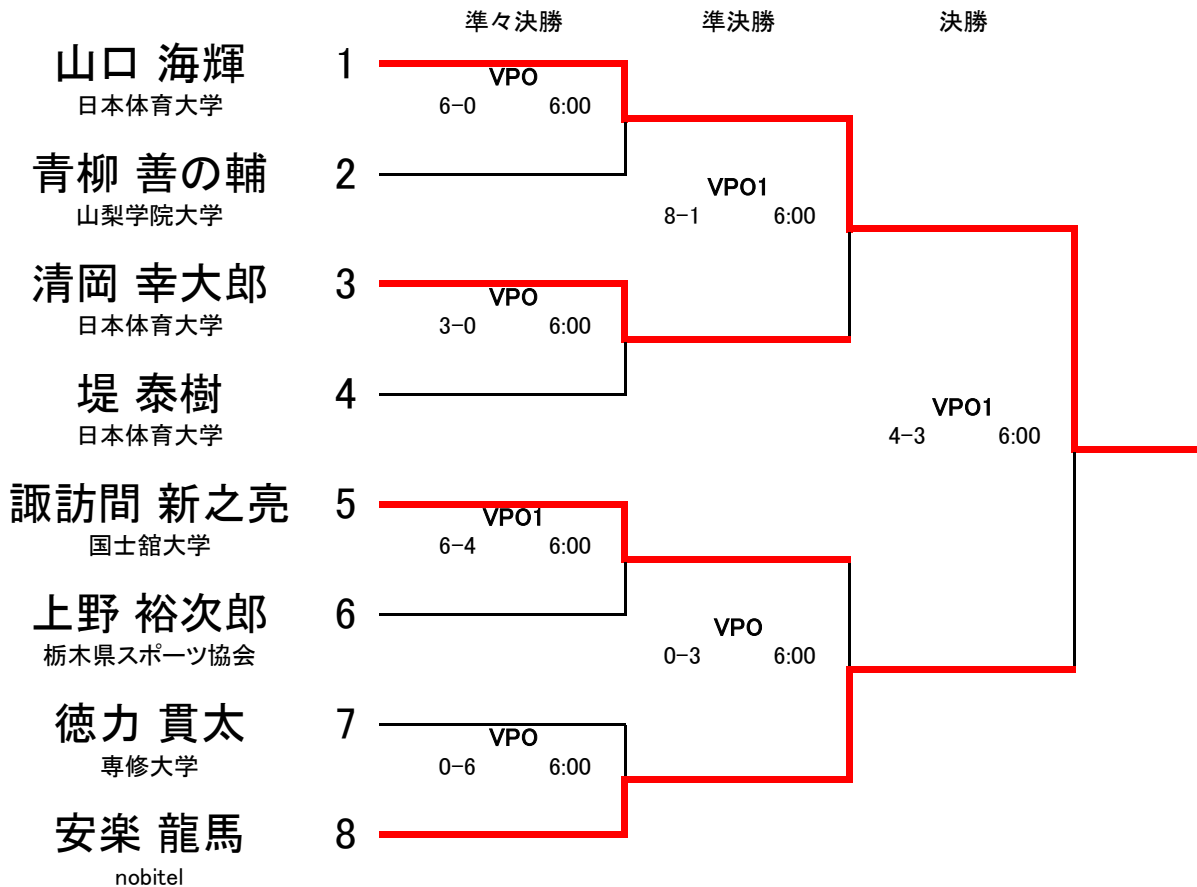 準々決勝 準決勝 決勝
山口 海輝 1
日本体育大学
VPO
6-0 6:00
青柳 善の輔 2
山梨学院大学
VPO1
8-1 6:00
清岡 幸大郎 3
日本体育大学
VPO
3-0 6:00
堤 泰樹 4
日本体育大学
VPO1
4-3 6:00
諏訪間 新之亮 5
国士舘大学
VPO1
6-4 6:00
上野 裕次郎 6
栃木県スポーツ協会
VPO
0-3 6:00
徳力 貫太 7
専修大学
VPO
0-6 6:00
安楽 龍馬 8
nobitel